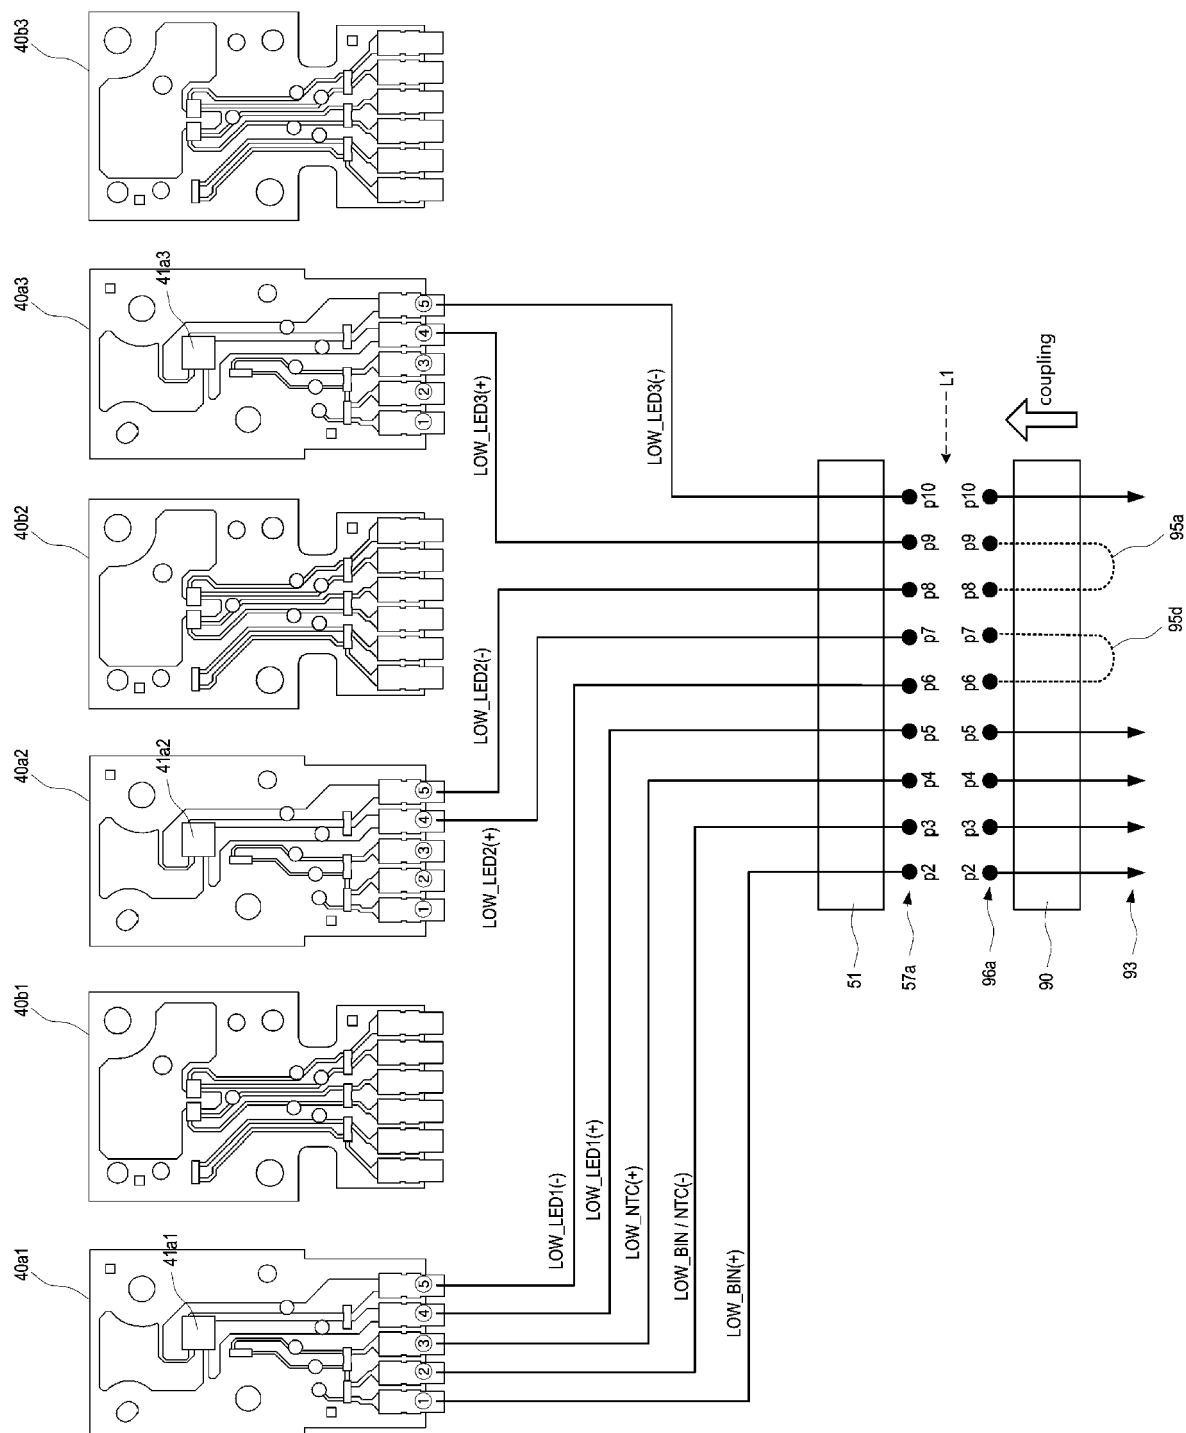 40b3
40a3
41a3
① ② ③ ④ ⑤
40b2
40a2
41a2
① ② ③ ④ ⑤
40b1
40a1
41a1
① ② ③ ④ ⑤
LOW_LED3(+)
LOW_LED3(-)
LOW_LED2(-)
LOW_LED2(+)
LOW_LED1(-)
LOW_LED1(+)
LOW_NTC(+)
LOW_BIN / NTC(-)
LOW_BIN(+)
L1
coupling
p2 p3 p4 p5 p6 p7 p8 p9 p10
p2 p3 p4 p5 p6 p7 p8 p9 p10
95a
95d
51
57a
96a
90
93